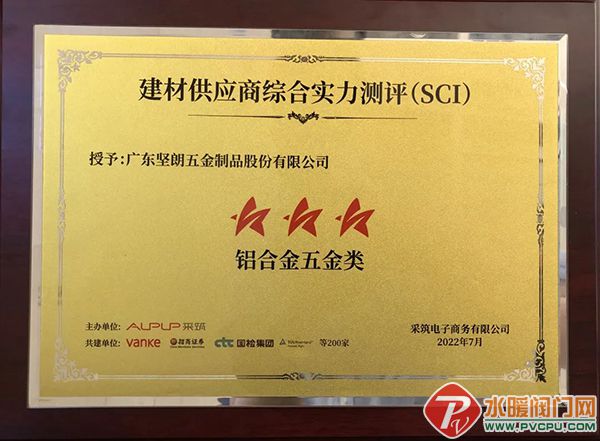 建材供应商综合实力测评(SCI)
授予:广东坚朗五金制品股份有限公司
铝合金五金类
主办单位: AUPUP 采筑
共建单位: vanke 招商证券 ctc 国检集团 TÜVRheinland 等200家
采筑电子商务有限公司
2022年7月
水暖阀门网
WWW.PVCPU.COM